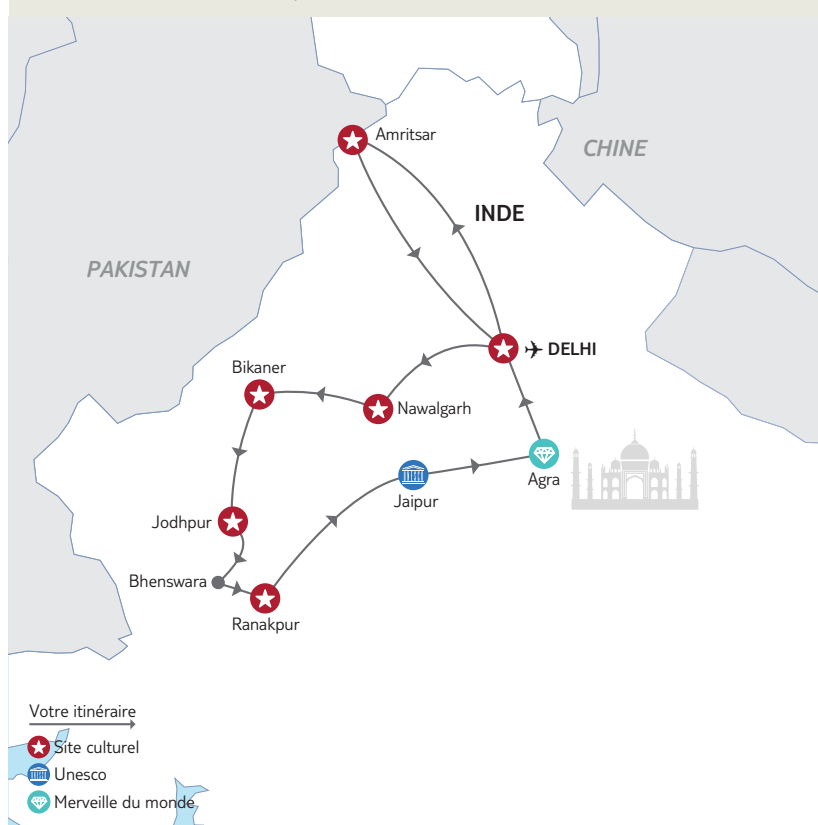 Amritsar
CHINE
INDE
PAKISTAN
DELHI
Bikaner
Nawalgarh
Agra
Jaipur
Jodhpur
Bhenswara
Ranakpur
Votre itinéraire
Site culturel
Unesco
Merveille du monde